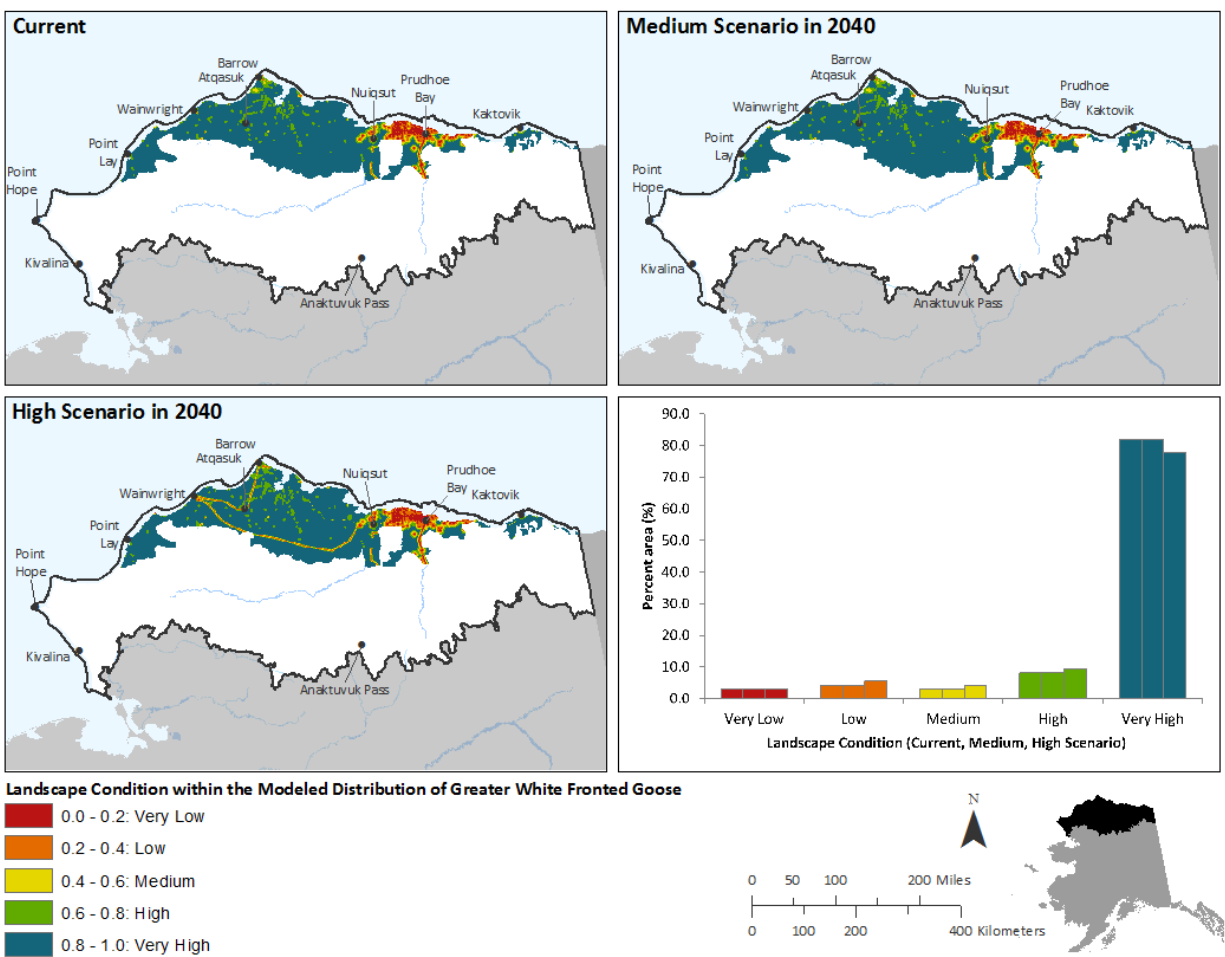 Current
Barrow
Atqasuk
Wainwright
Nuiqsut
Prudhoe
Bay
Kaktovik
Point
Lay
Point
Hope
Kivalina
Anaktuvuk Pass
Medium Scenario in 2040
Barrow
Atqasuk
Wainwright
Nuiqsut
Prudhoe
Bay
Kaktovik
Point
Lay
Point
Hope
Kivalina
Anaktuvuk Pass
High Scenario in 2040
Barrow
Atqasuk
Wainwright
Nuiqsut
Prudhoe
Bay
Kaktovik
Point
Lay
Point
Hope
Kivalina
Anaktuvuk Pass
90.0
80.0
70.0
60.0
50.0
40.0
30.0
20.0
10.0
0.0
Percent area (%)
Very Low
Low
Medium
High
Very High
Landscape Condition (Current, Medium, High Scenario)
Landscape Condition within the Modeled Distribution of Greater White Fronted Goose
0.0 - 0.2: Very Low
0.2 - 0.4: Low
0.4 - 0.6: Medium
0.6 - 0.8: High
0.8 - 1.0: Very High
N
0 50 100 200 Miles
0 100 200 400 Kilometers